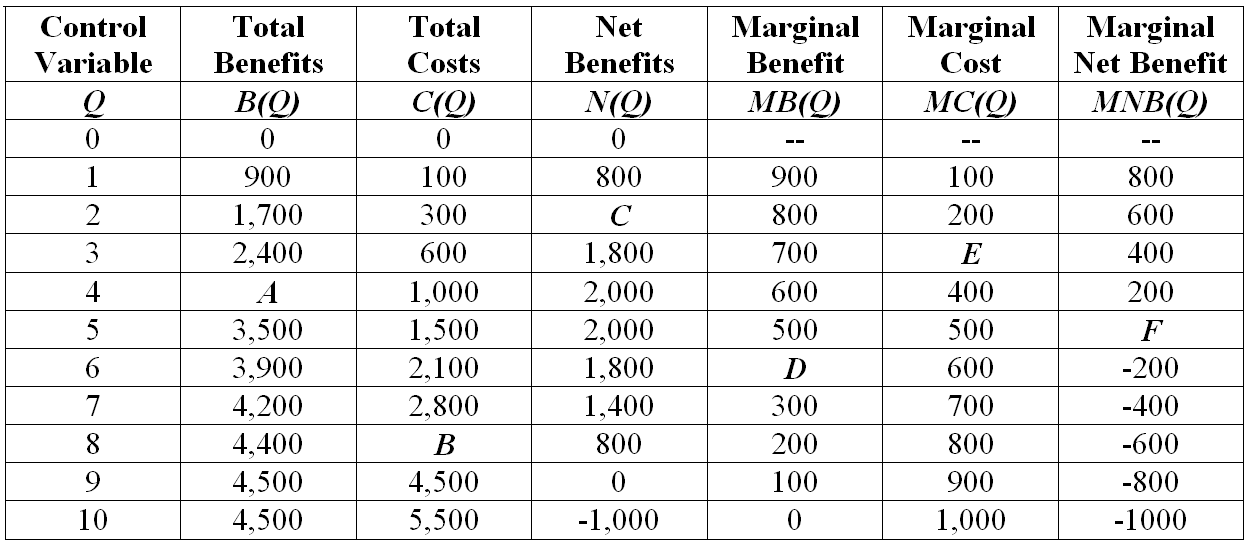 Control Variable Total Benefits Total Costs Net Benefits Marginal Benefit Marginal Cost Marginal Net Benefit
Q B(Q) C(Q) N(Q) MB(Q) MC(Q) MNB(Q)
0 0 0 0 -- -- --
1 900 100 800 900 100 800
2 1,700 300 C 800 200 600
3 2,400 600 1,800 700 E 400
4 A 1,000 2,000 600 400 200
5 3,500 1,500 2,000 500 500 F
6 3,900 2,100 1,800 D 600 -200
7 4,200 2,800 1,400 300 700 -400
8 4,400 B 800 200 800 -600
9 4,500 4,500 0 100 900 -800
10 4,500 5,500 -1,000 0 1,000 -1000